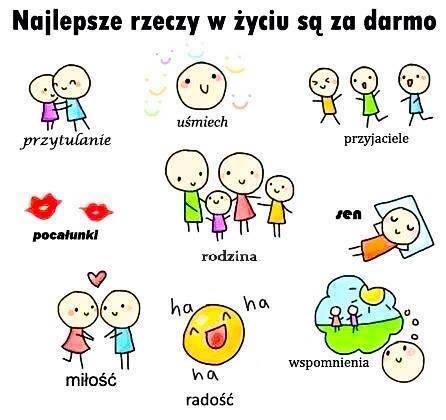 Najlepsze rzeczy w życiu są za darmo
przytulanie
uśmiech
przyjaciele
pocałunki
rodzina
sen
miłość
ha
ha
ha
radość
wspomnienia